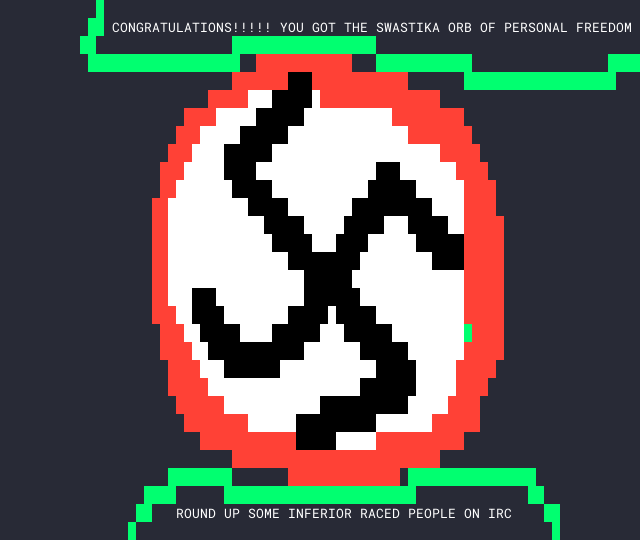 CONGRATULATIONS!!!!! YOU GOT THE SWASTIKA ORB OF PERSONAL FREEDOM
ROUND UP SOME INFERIOR RACED PEOPLE ON IRC